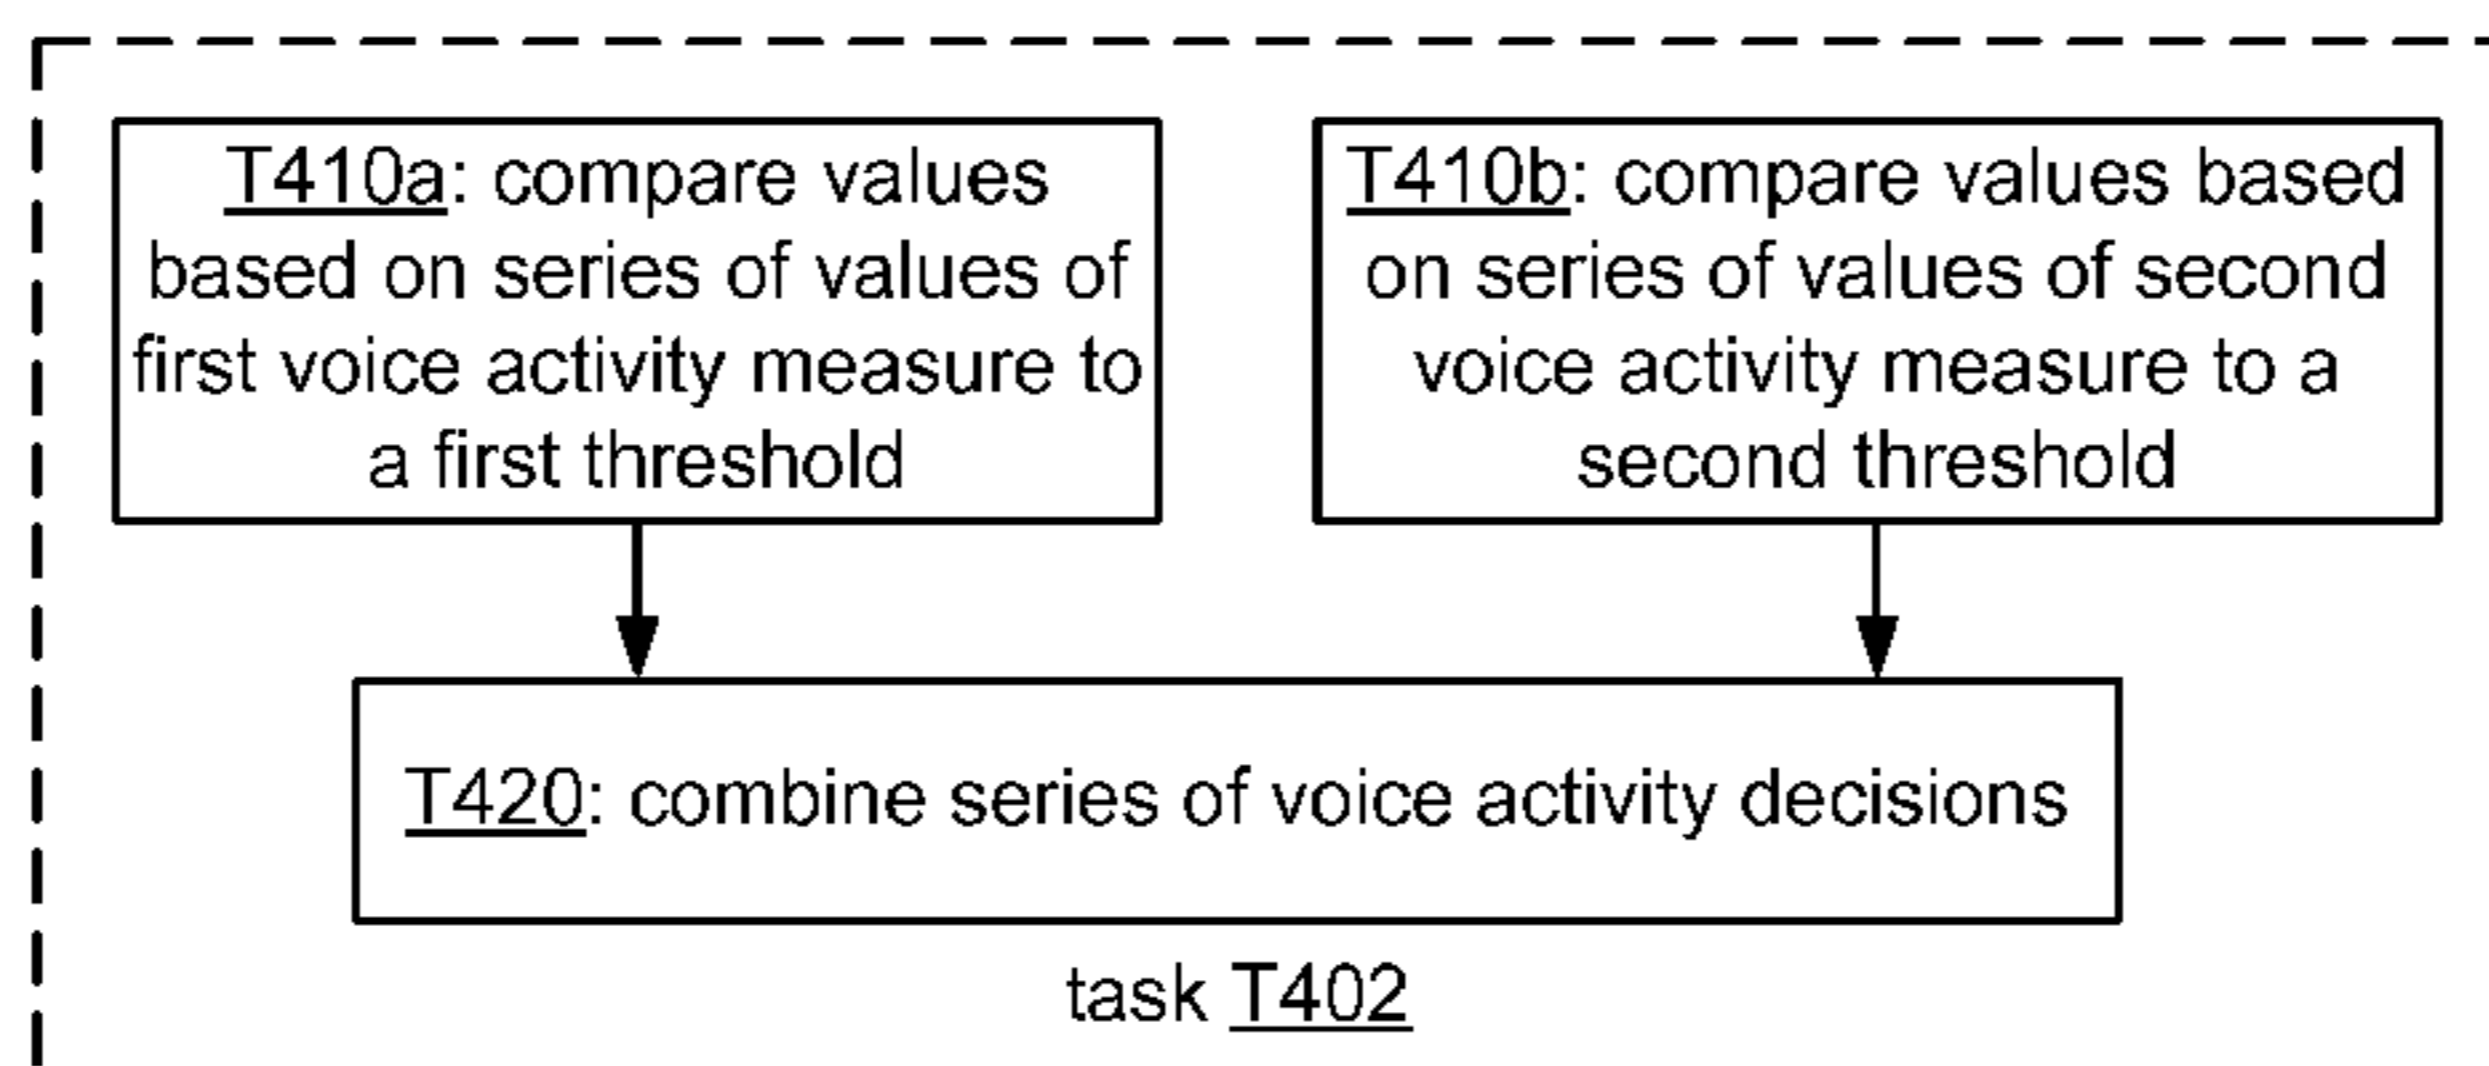 T410a: compare values
based on series of values of
first voice activity measure to
a first threshold
T410b: compare values based
on series of values of second
voice activity measure to a
second threshold
T420: combine series of voice activity decisions
task T402